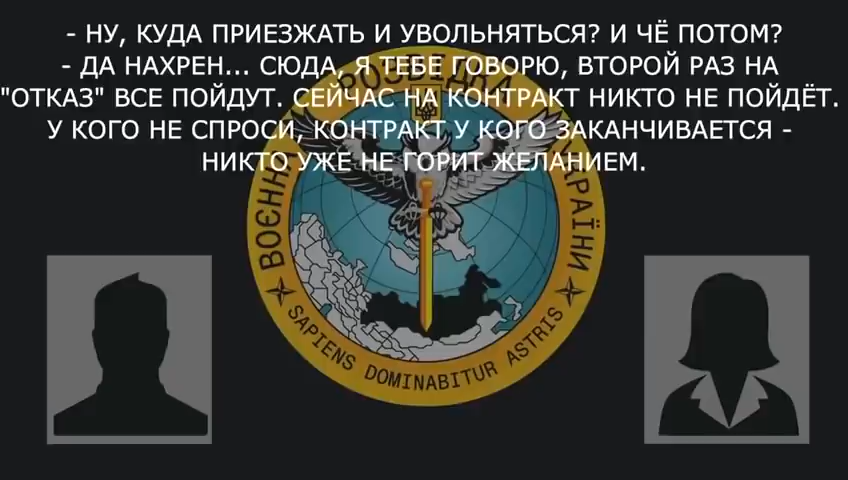 - НУ, КУДА ПРИЕЗЖАТЬ И УВОЛЬНЯТЬСЯ? И ЧЁ ПОТОМ?
- ДА НАХРЕН... СЮДА, Я ТЕБЕ ГОВОРЮ, ВТОРОЙ РАЗ НА
"ОТКАЗ" ВСЕ ПОЙДУТ. СЕЙЧАС НА КОНТРАКТ НИКТО НЕ ПОЙДЁТ.
У КОГО НЕ СПРОСИ, КОНТРАКТ У КОГО ЗАКАНЧИВАЕТСЯ -
НИКТО УЖЕ НЕ ГОРИТ ЖЕЛАНИЕМ.
SAPIENS DOMINABITUR ASTRIS